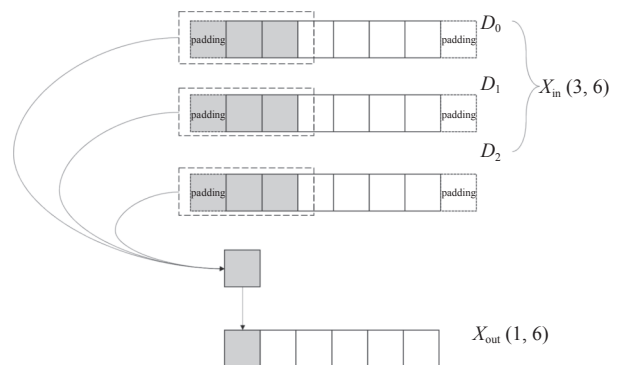 D₀
padding padding
D₁
X_in (3, 6)
padding padding
D₂
padding padding
X_out (1, 6)